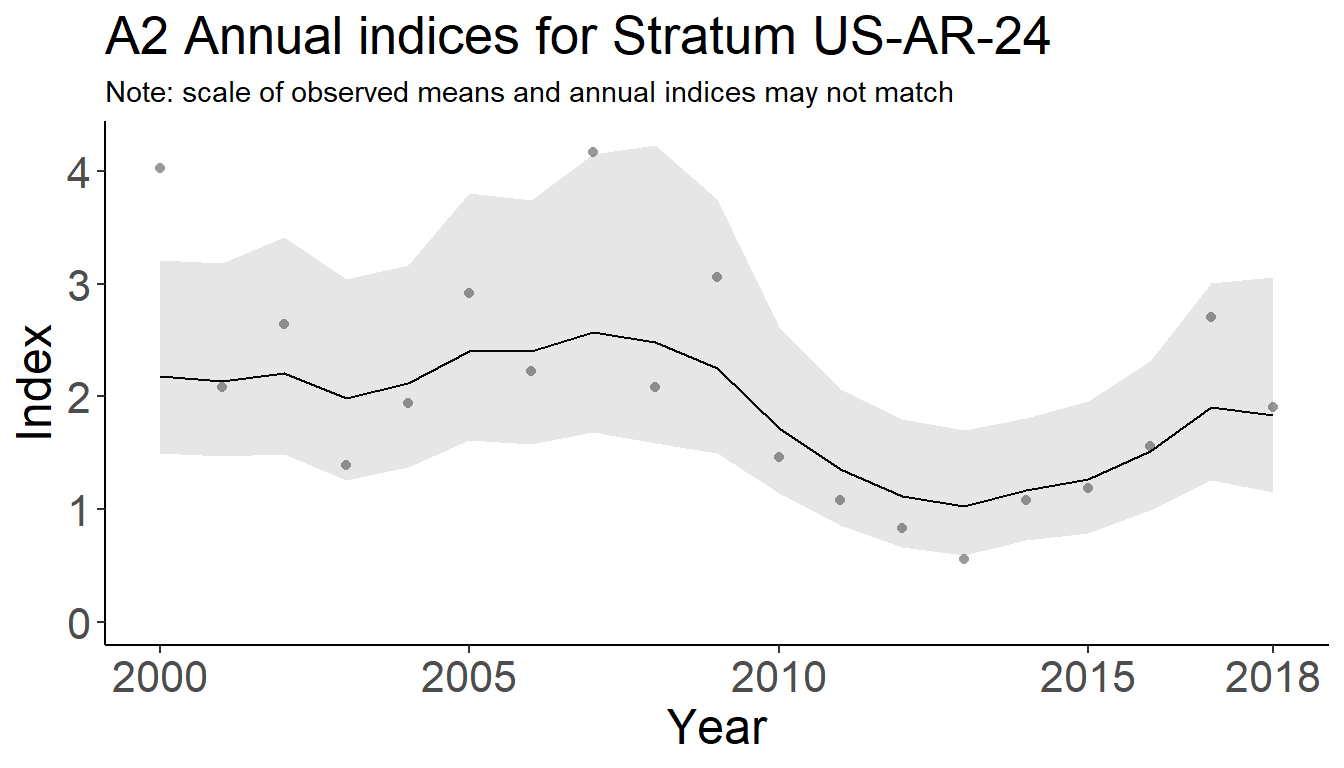 A2 Annual indices for Stratum US-AR-24
Note: scale of observed means and annual indices may not match
4
3
2
1
0
Index
2000 2005 2010 2015 2018
Year